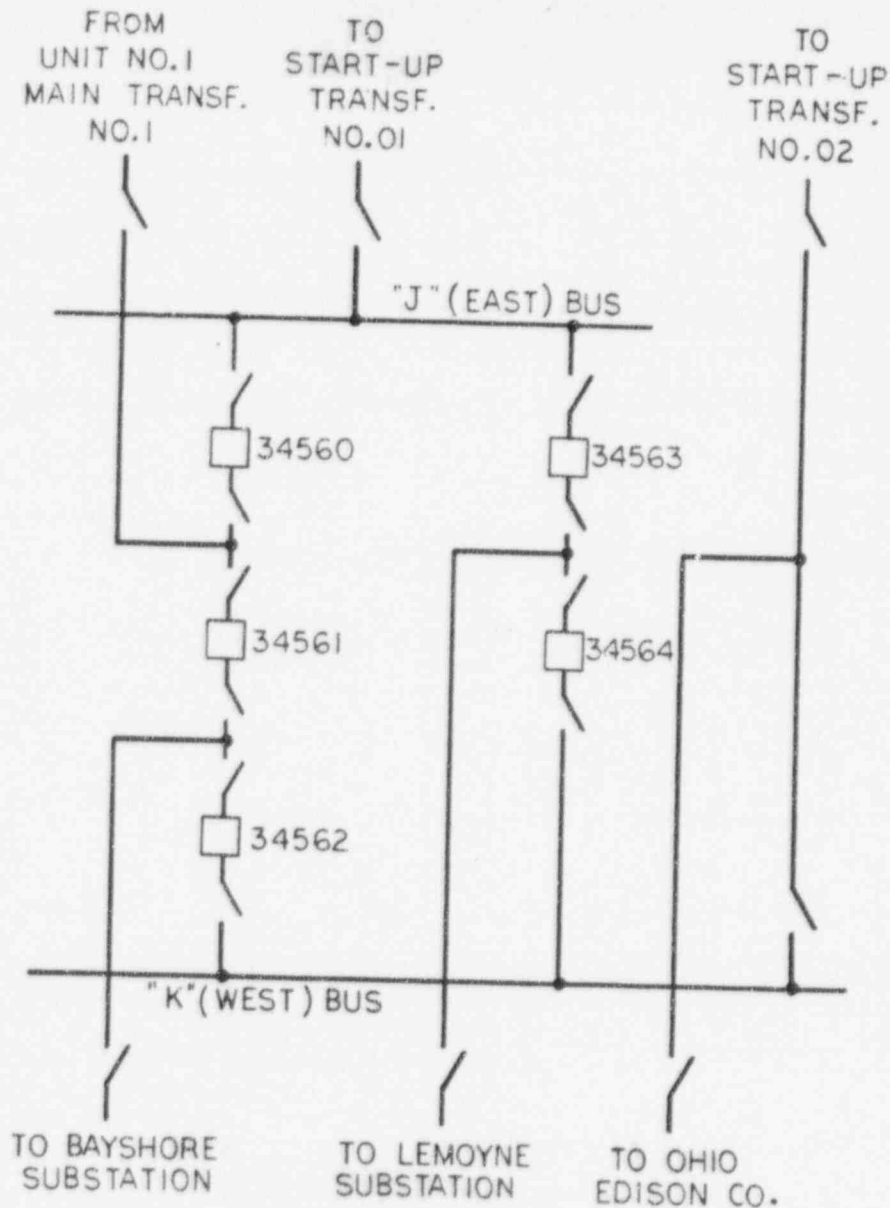 FROM
UNIT NO.1
MAIN TRANSF.
NO.1
TO
START-UP
TRANSF.
NO.01
TO
START-UP
TRANSF.
NO.02
"J" (EAST) BUS
34560
34563
34561
34564
34562
"K" (WEST) BUS
TO BAYSHORE
SUBSTATION
TO LEMOYNE
SUBSTATION
TO OHIO
EDISON CO.